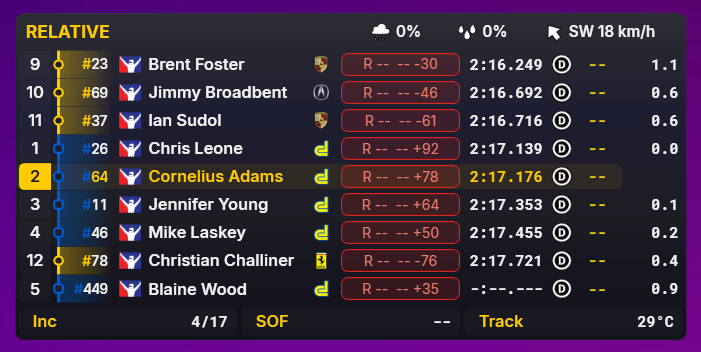 RELATIVE 0% 0% SW 18 km/h
9 #23 Brent Foster R -- -- --30 2:16.249 D -- 1.1
10 #69 Jimmy Broadbent R -- -- --46 2:16.692 D -- 0.6
11 #37 Ian Sudol R -- -- --61 2:16.716 D -- 0.6
1 #26 Chris Leone d R -- -- -+92 2:17.139 D -- 0.0
2 #64 Cornelius Adams d R -- -- -+78 2:17.176 D --
3 #11 Jennifer Young d R -- -- -+64 2:17.353 D -- 0.1
4 #46 Mike Laskey d R -- -- -+50 2:17.455 D -- 0.2
12 #78 Christian Challiner R -- -- --76 2:17.721 D -- 0.4
5 #449 Blaine Wood d R -- -- -+35 -:--.--- D -- 0.9
Inc 4/17 SOF -- Track 29°C